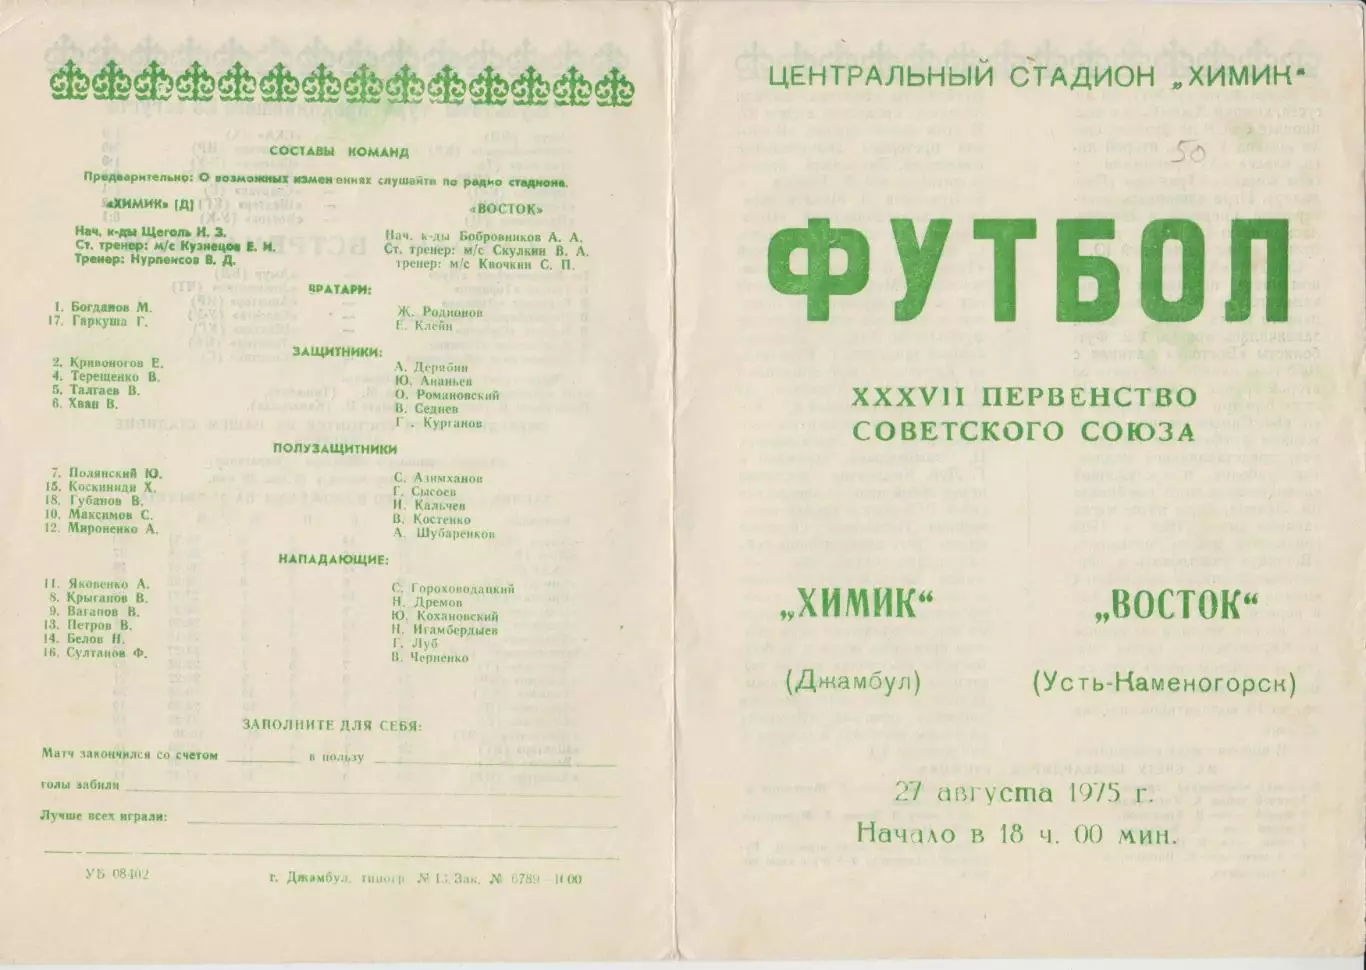 СОСТАВЫ КОМАНД
Предварительно: О возможных изменениях слушайте по радио стадиона.
«ХИМИК» [Д]
Нач. к-ды Щеголь И. З.
Ст. тренер: м/с Кузнецов Е. И.
Тренер: Нурпеисов В. Д.
«ВОСТОК»
Нач. к-ды Бобровников А. А.
Ст. тренер: м/с Скулкин В. А.
тренер: м/с Квочкин С. П.
ВРАТАРИ:
1. Богданов М.
17. Гаркуша Г.
Ж. Родионов
Е. Клейн
ЗАЩИТНИКИ:
2. Кривоногов Е.
4. Терещенко В.
5. Талгаев В.
6. Хван В.
А. Дерябин
Ю. Ананьев
О. Романовский
В. Седнев
Г . Курганов
ПОЛУЗАЩИТНИКИ
7. Полянский Ю.
15. Коскиниди Х.
18. Губанов В.
10. Максимов С.
12. Мироненко А.
С. Азимханов
Г. Сысоев
И. Кальчев
В. Костенко
А. Шубаренков
НАПАДАЮЩИЕ:
11. Яковенко А.
8. Крыганов В.
9. Ваганов В.
13. Петров В.
14. Белов Н.
16. Султанов Ф.
С. Гороховодацкий
Н. Дремов
Ю. Кохановский
Н. Игамбердыев
Г. Луб
В. Черненко
ЗАПОЛНИТЕ ДЛЯ СЕБЯ:
Матч закончился со счетом ________ в пользу ________
голы забили ________
Лучше всех играли: ________
УБ 08402
г. Джамбул, типогр № 13. Зак. № 6789—1000
ЦЕНТРАЛЬНЫЙ СТАДИОН „ХИМИК"
50
ФУТБОЛ
XXXVII ПЕРВЕНСТВО
СОВЕТСКОГО СОЮЗА
„ХИМИК“ „ВОСТОК“
(Джамбул) (Усть-Каменогорск)
27 августа 1975 г.
Начало в 18 ч. 00 мин.